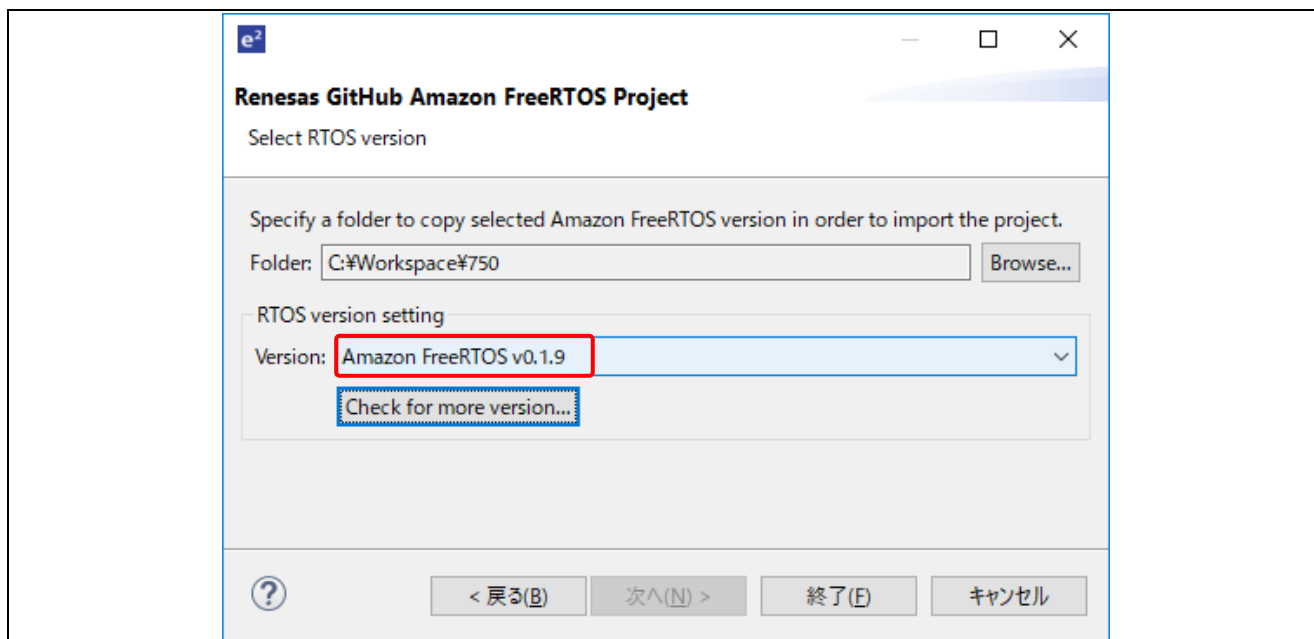 e²
Renesas GitHub Amazon FreeRTOS Project
Select RTOS version
Specify a folder to copy selected Amazon FreeRTOS version in order to import the project.
Folder: C:¥Workspace¥750 Browse...
RTOS version setting
Version: Amazon FreeRTOS v0.1.9
Check for more version...
? < 戻る(B) 次へ(N) > 終了(F) キャンセル